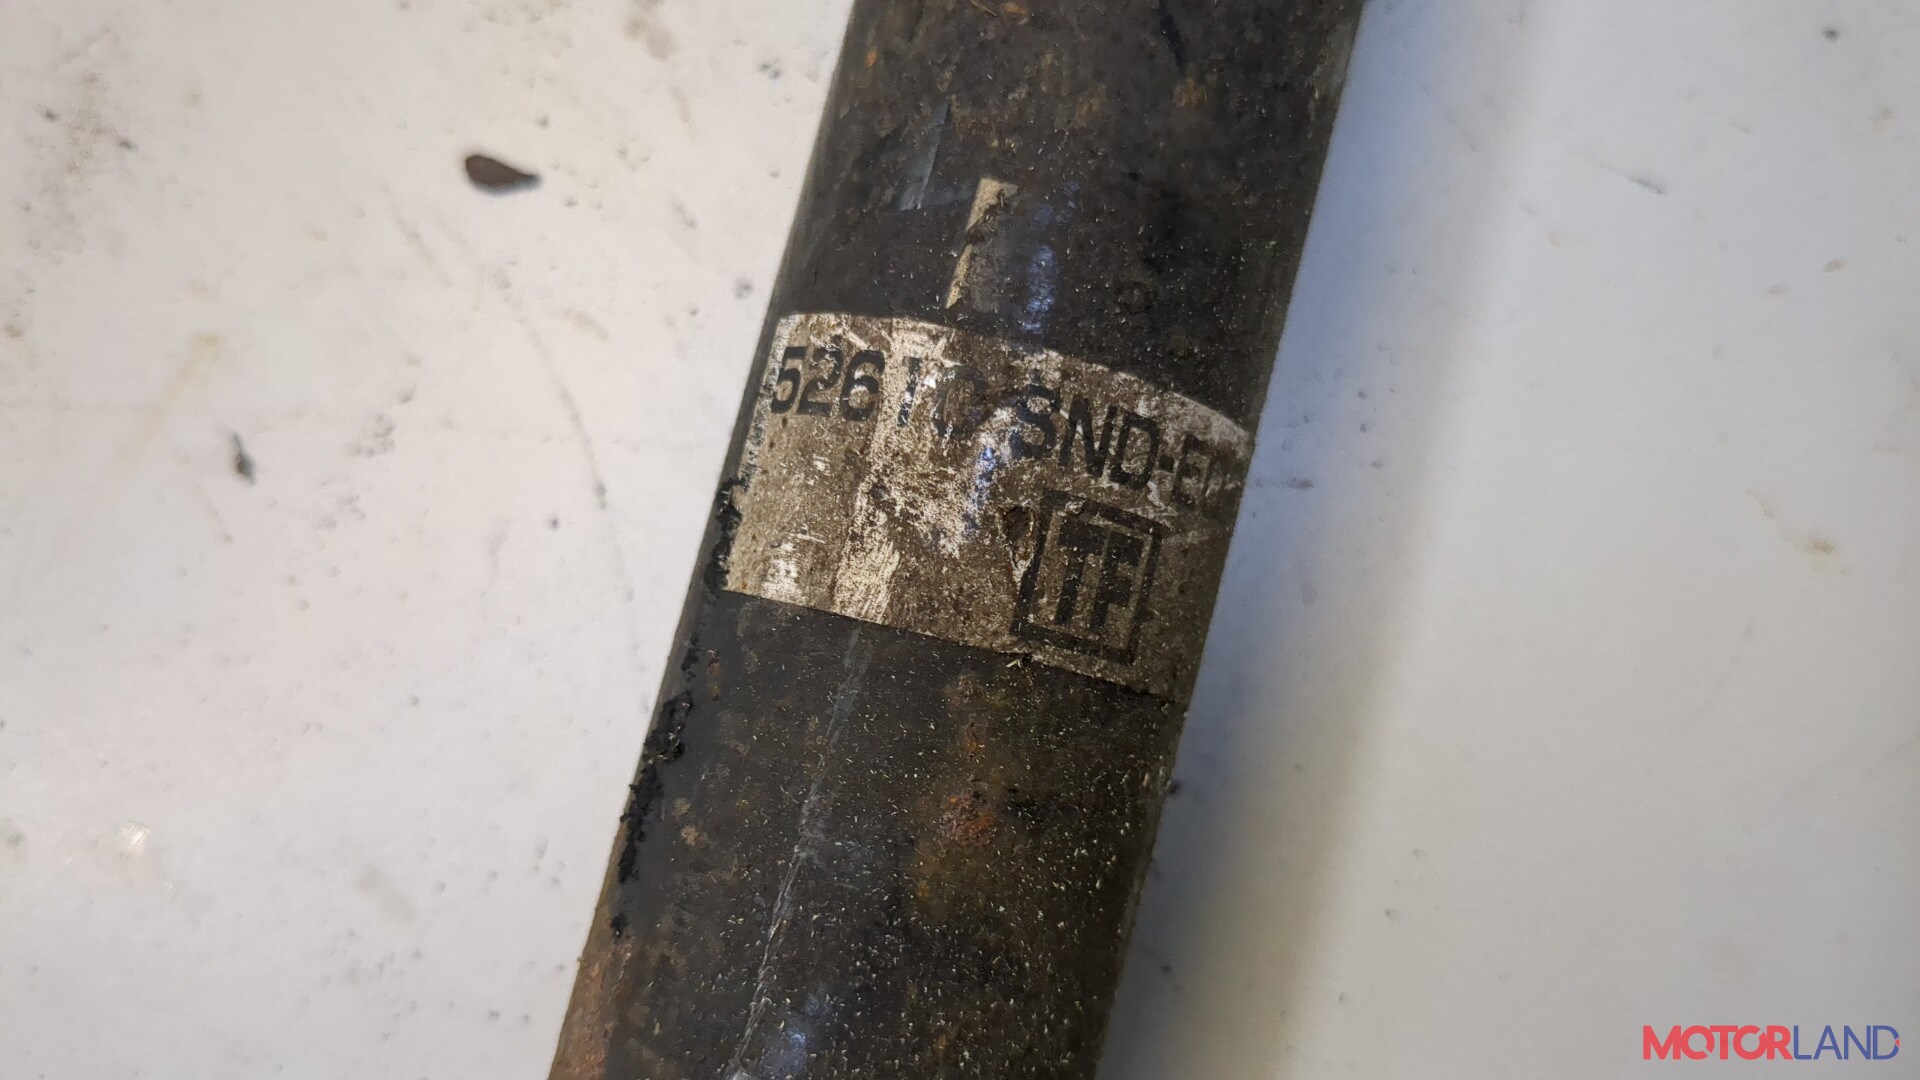 526 SND-E
TF
MOTORLAND